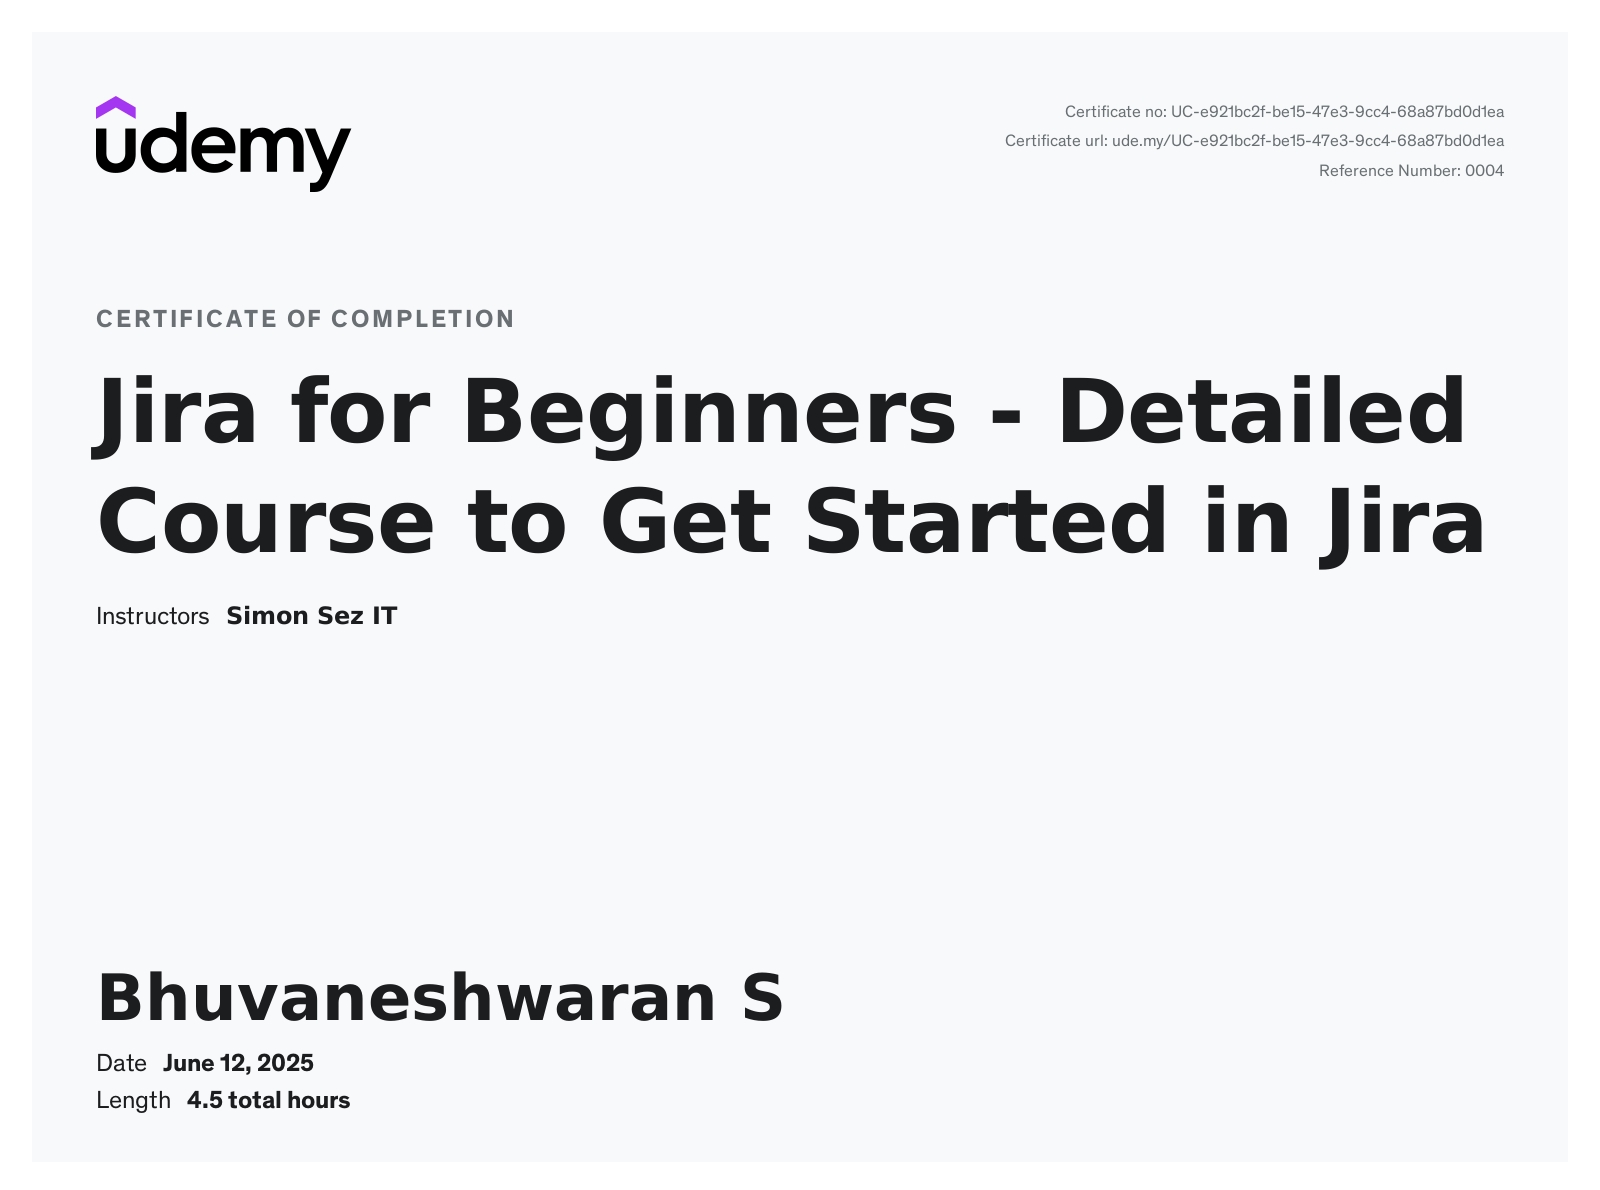 udemy
Certificate no: UC-e921bc2f-be15-47e3-9cc4-68a87bd0d1ea
Certificate url: ude.my/UC-e921bc2f-be15-47e3-9cc4-68a87bd0d1ea
Reference Number: 0004
CERTIFICATE OF COMPLETION
Jira for Beginners - Detailed
Course to Get Started in Jira
Instructors Simon Sez IT
Bhuvaneshwaran S
Date June 12, 2025
Length 4.5 total hours